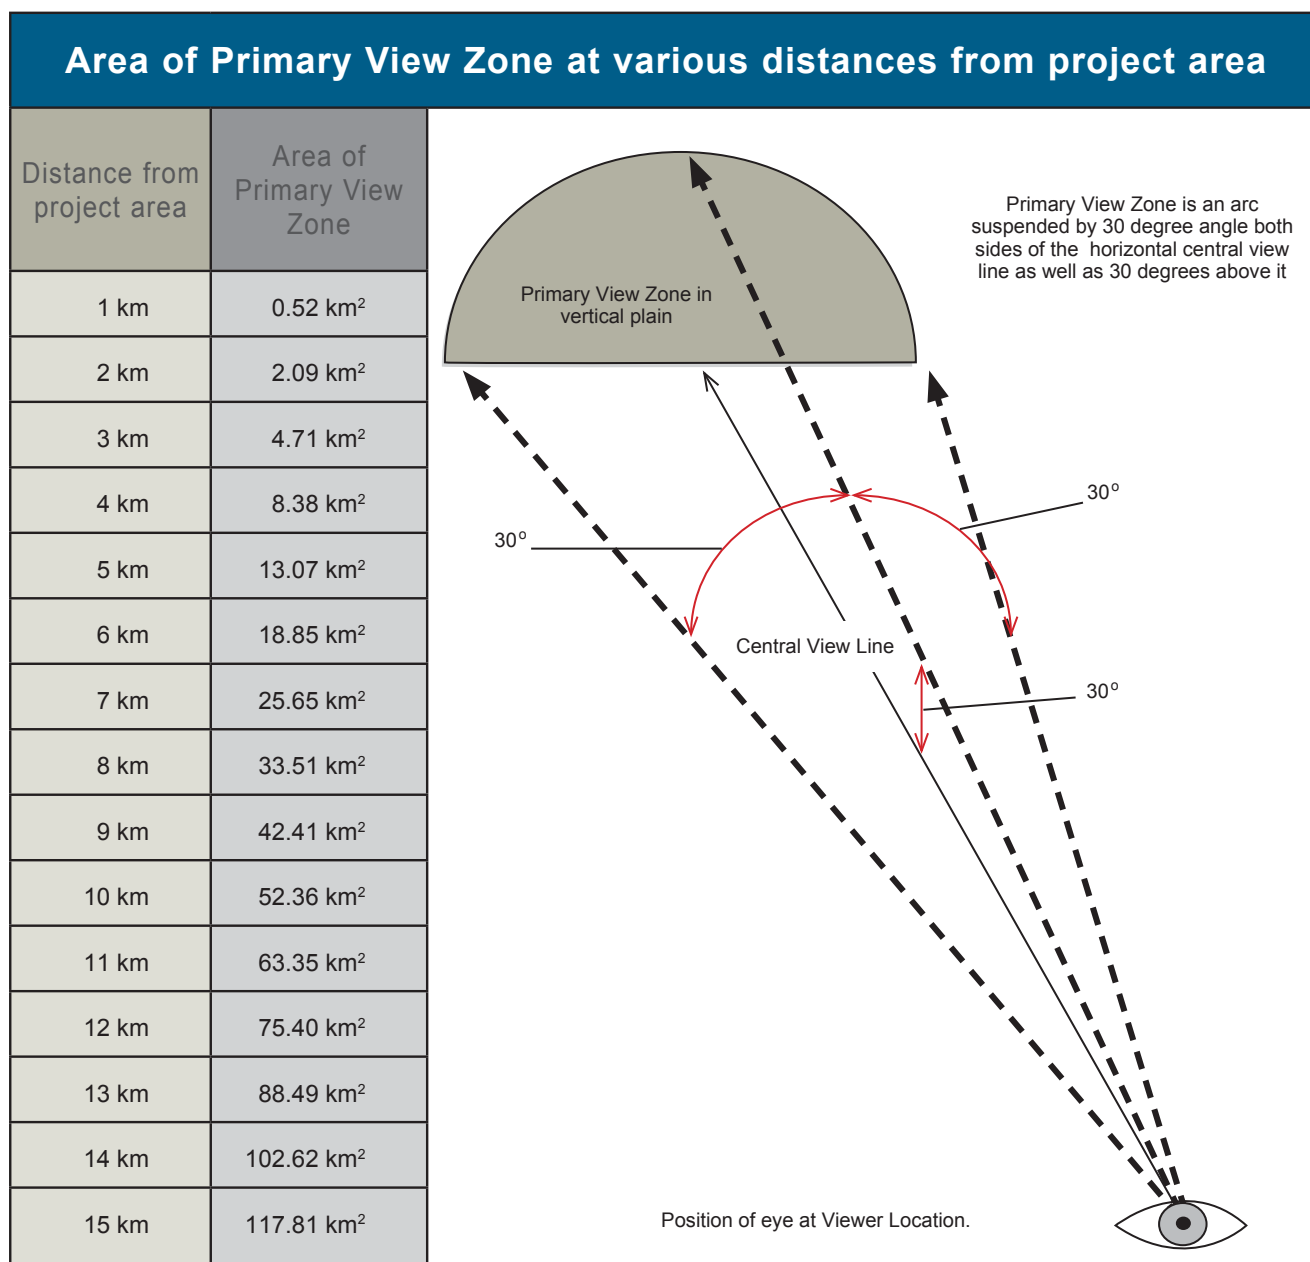 Area of Primary View Zone at various distances from project area
Distance from
project area
Area of
Primary View
Zone
1 km 0.52 km²
2 km 2.09 km²
3 km 4.71 km²
4 km 8.38 km²
5 km 13.07 km²
6 km 18.85 km²
7 km 25.65 km²
8 km 33.51 km²
9 km 42.41 km²
10 km 52.36 km²
11 km 63.35 km²
12 km 75.40 km²
13 km 88.49 km²
14 km 102.62 km²
15 km 117.81 km²
Primary View Zone is an arc
suspended by 30 degree angle both
sides of the horizontal central view
line as well as 30 degrees above it
Primary View Zone in
vertical plain
30°
30°
Central View Line
30°
Position of eye at Viewer Location.